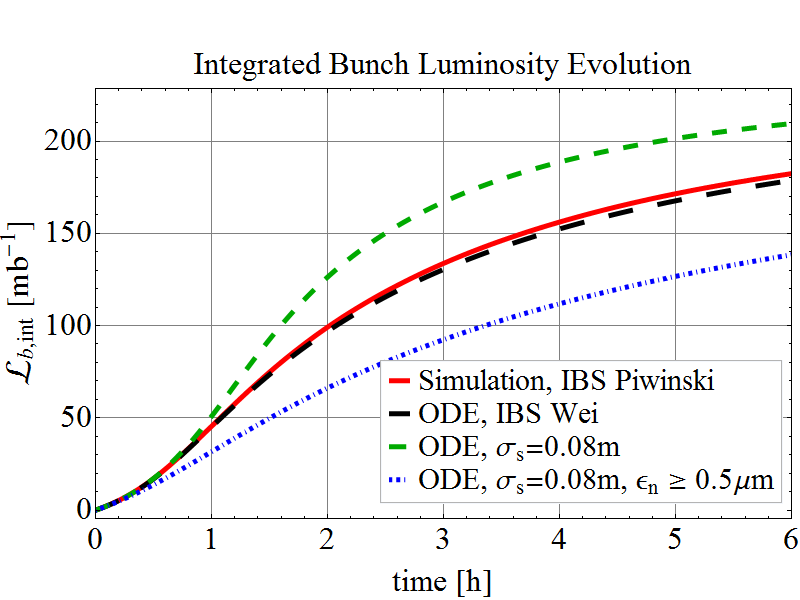 Integrated Bunch Luminosity Evolution
ℒb,int [mb⁻¹]
200
150
100
50
0
Simulation, IBS Piwinski
ODE, IBS Wei
ODE, σs=0.08m
ODE, σs=0.08m, ϵn ≥ 0.5μm
0 1 2 3 4 5 6
time [h]